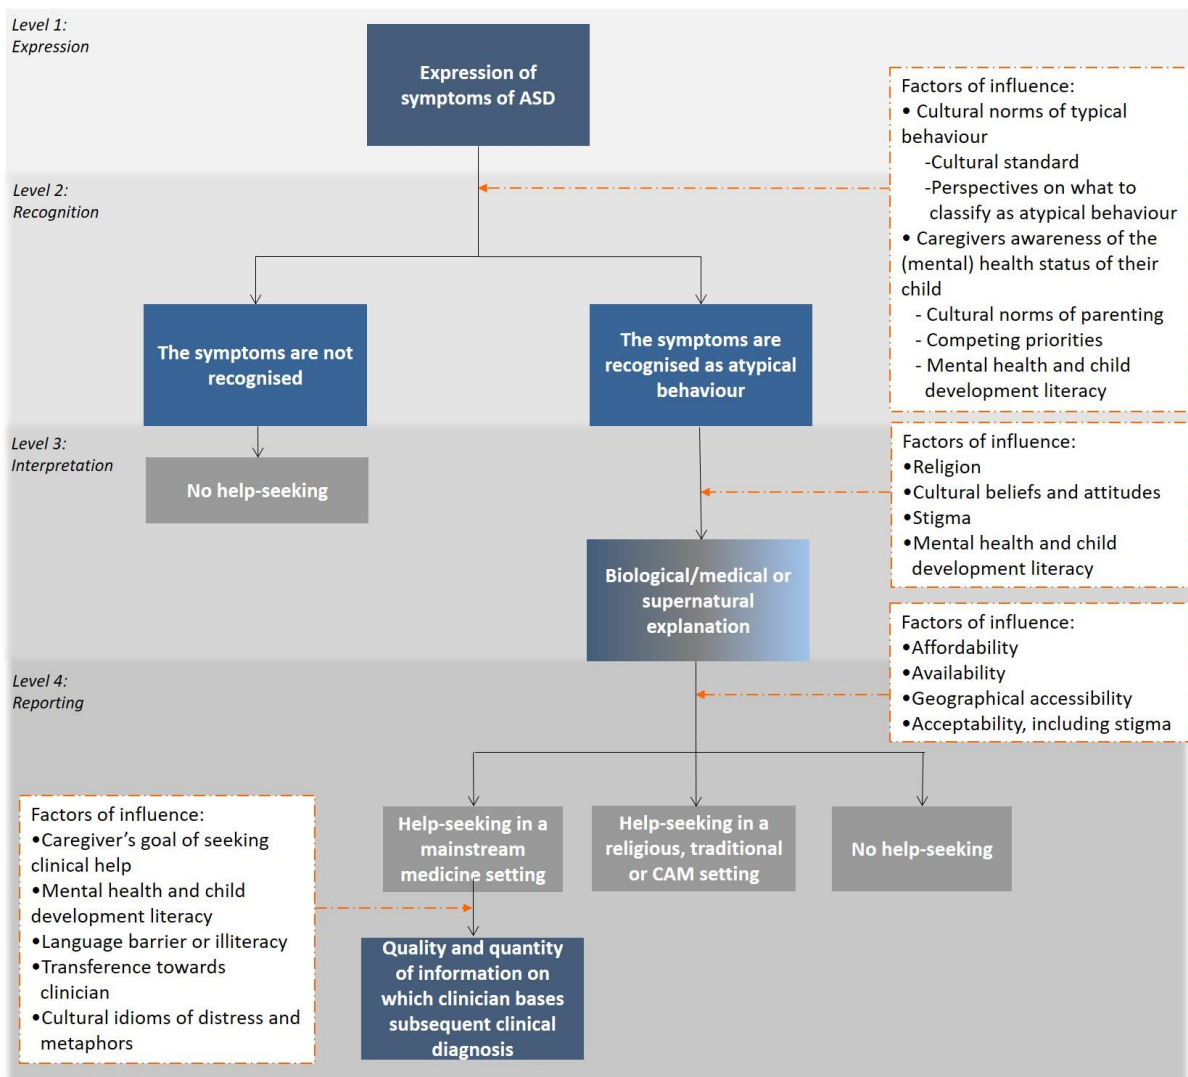 Level 1:
Expression
Expression of
symptoms of ASD
Factors of influence:
• Cultural norms of typical
behaviour
-Cultural standard
-Perspectives on what to
classify as atypical behaviour
• Caregivers awareness of the
(mental) health status of their
child
- Cultural norms of parenting
- Competing priorities
- Mental health and child
development literacy
Level 2:
Recognition
The symptoms are not
recognised
The symptoms are
recognised as atypical
behaviour
Level 3:
Interpretation
No help-seeking
Factors of influence:
•Religion
•Cultural beliefs and attitudes
•Stigma
•Mental health and child
development literacy
Biological/medical or
supernatural
explanation
Factors of influence:
•Affordability
•Availability
•Geographical accessibility
•Acceptability, including stigma
Level 4:
Reporting
Help-seeking in a
mainstream
medicine setting
Help-seeking in a
religious, traditional
or CAM setting
No help-seeking
Factors of influence:
•Caregiver’s goal of seeking
clinical help
•Mental health and child
development literacy
•Language barrier or illiteracy
•Transference towards
clinician
•Cultural idioms of distress and
metaphors
Quality and quantity
of information on
which clinician bases
subsequent clinical
diagnosis